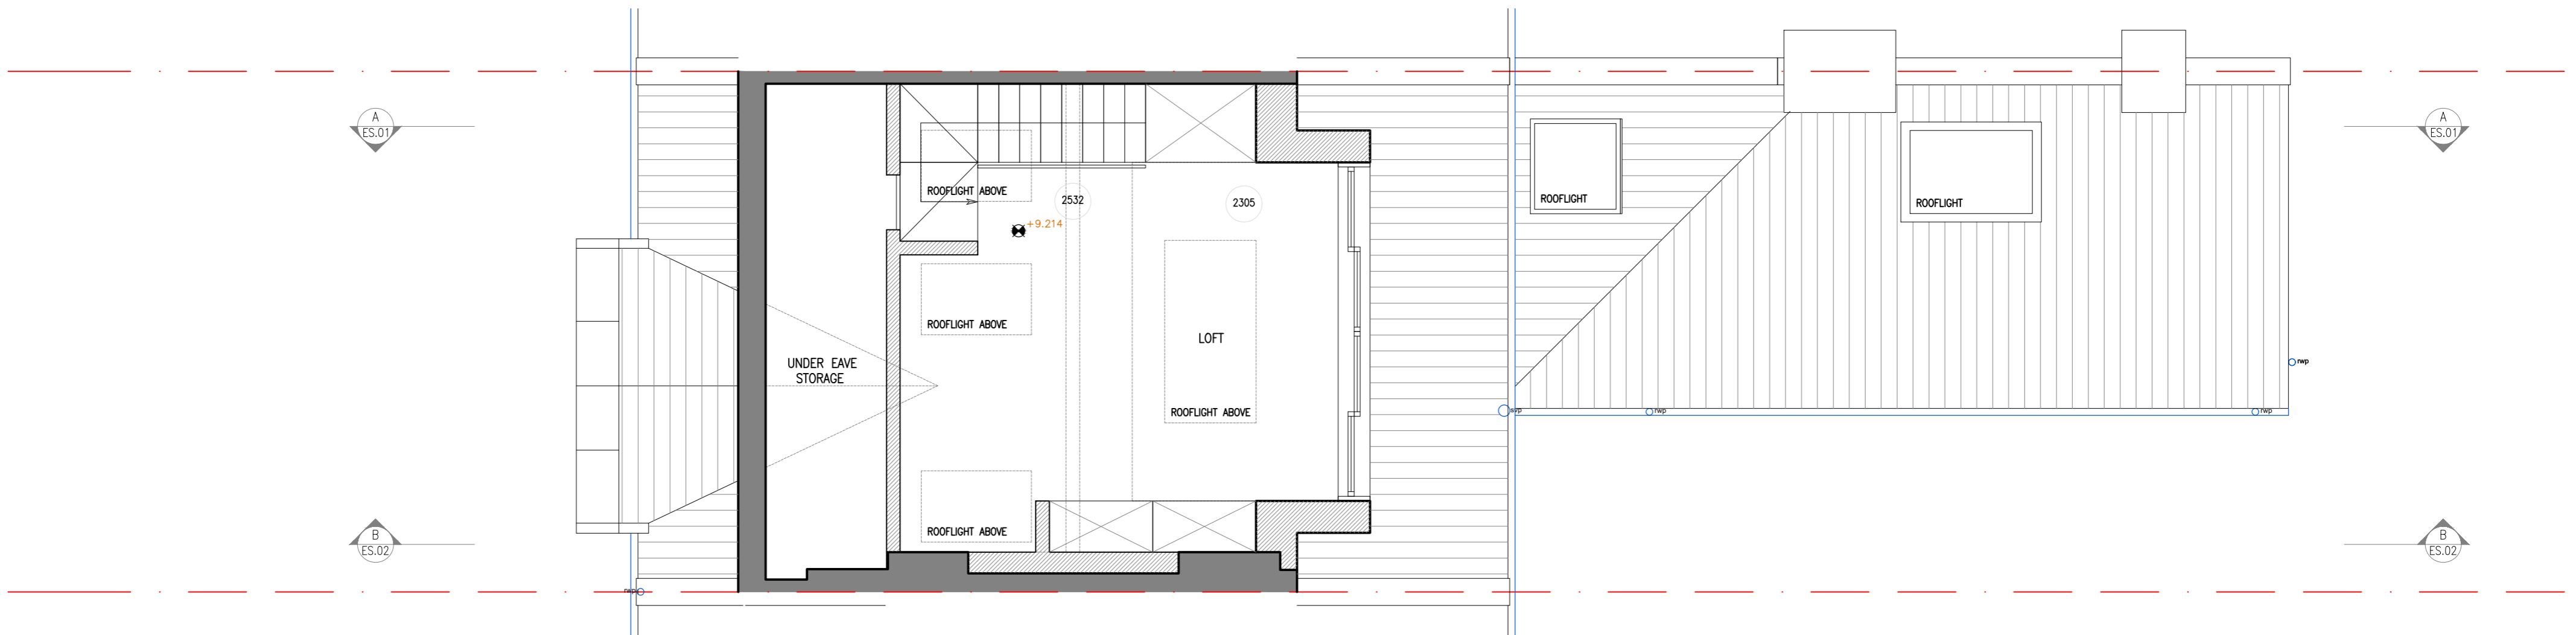 A
ES.01
A
ES.01
ROOFLIGHT ABOVE
2532
2305
ROOFLIGHT
ROOFLIGHT
+9.214
ROOFLIGHT ABOVE
LOFT
UNDER EAVE
STORAGE
rwp
ROOFLIGHT ABOVE
svp
rwp
rwp
ROOFLIGHT ABOVE
B
ES.02
B
ES.02
rwp